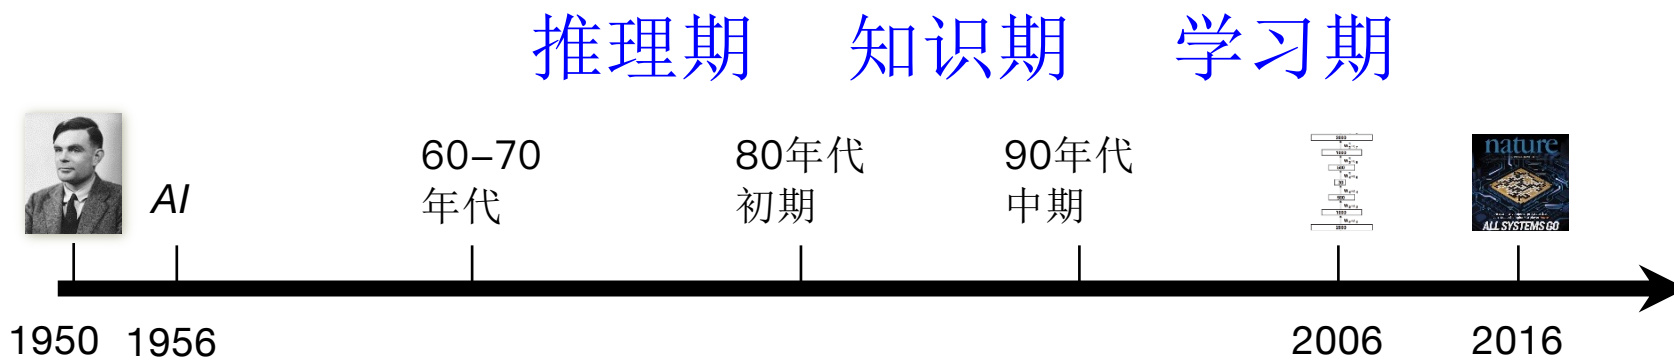 推理期 知识期 学习期
AI
60–70
年代
80年代
初期
90年代
中期
nature
ALL SYSTEMS GO
1950 1956 2006 2016